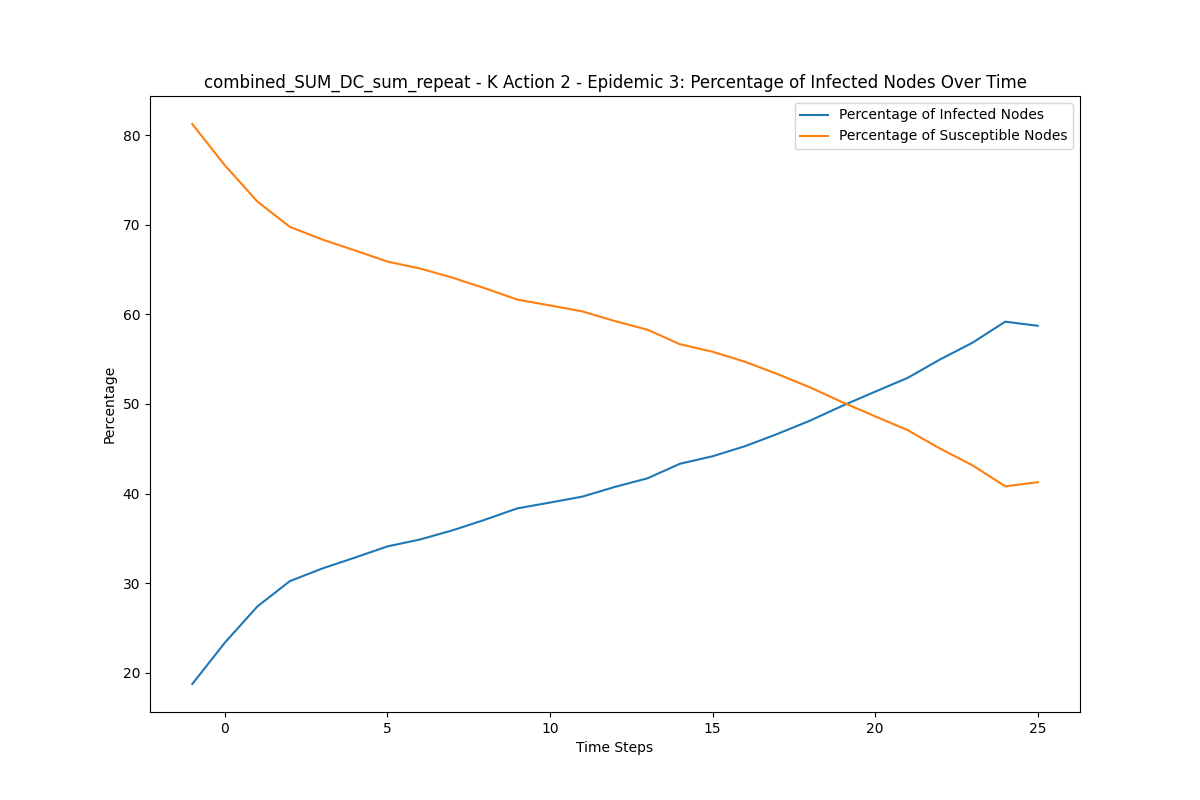 combined_SUM_DC_sum_repeat - K Action 2 - Epidemic 3: Percentage of Infected Nodes Over Time
Percentage of Infected Nodes
Percentage of Susceptible Nodes
80
70
60
50
40
30
20
Percentage
0 5 10 15 20 25
Time Steps